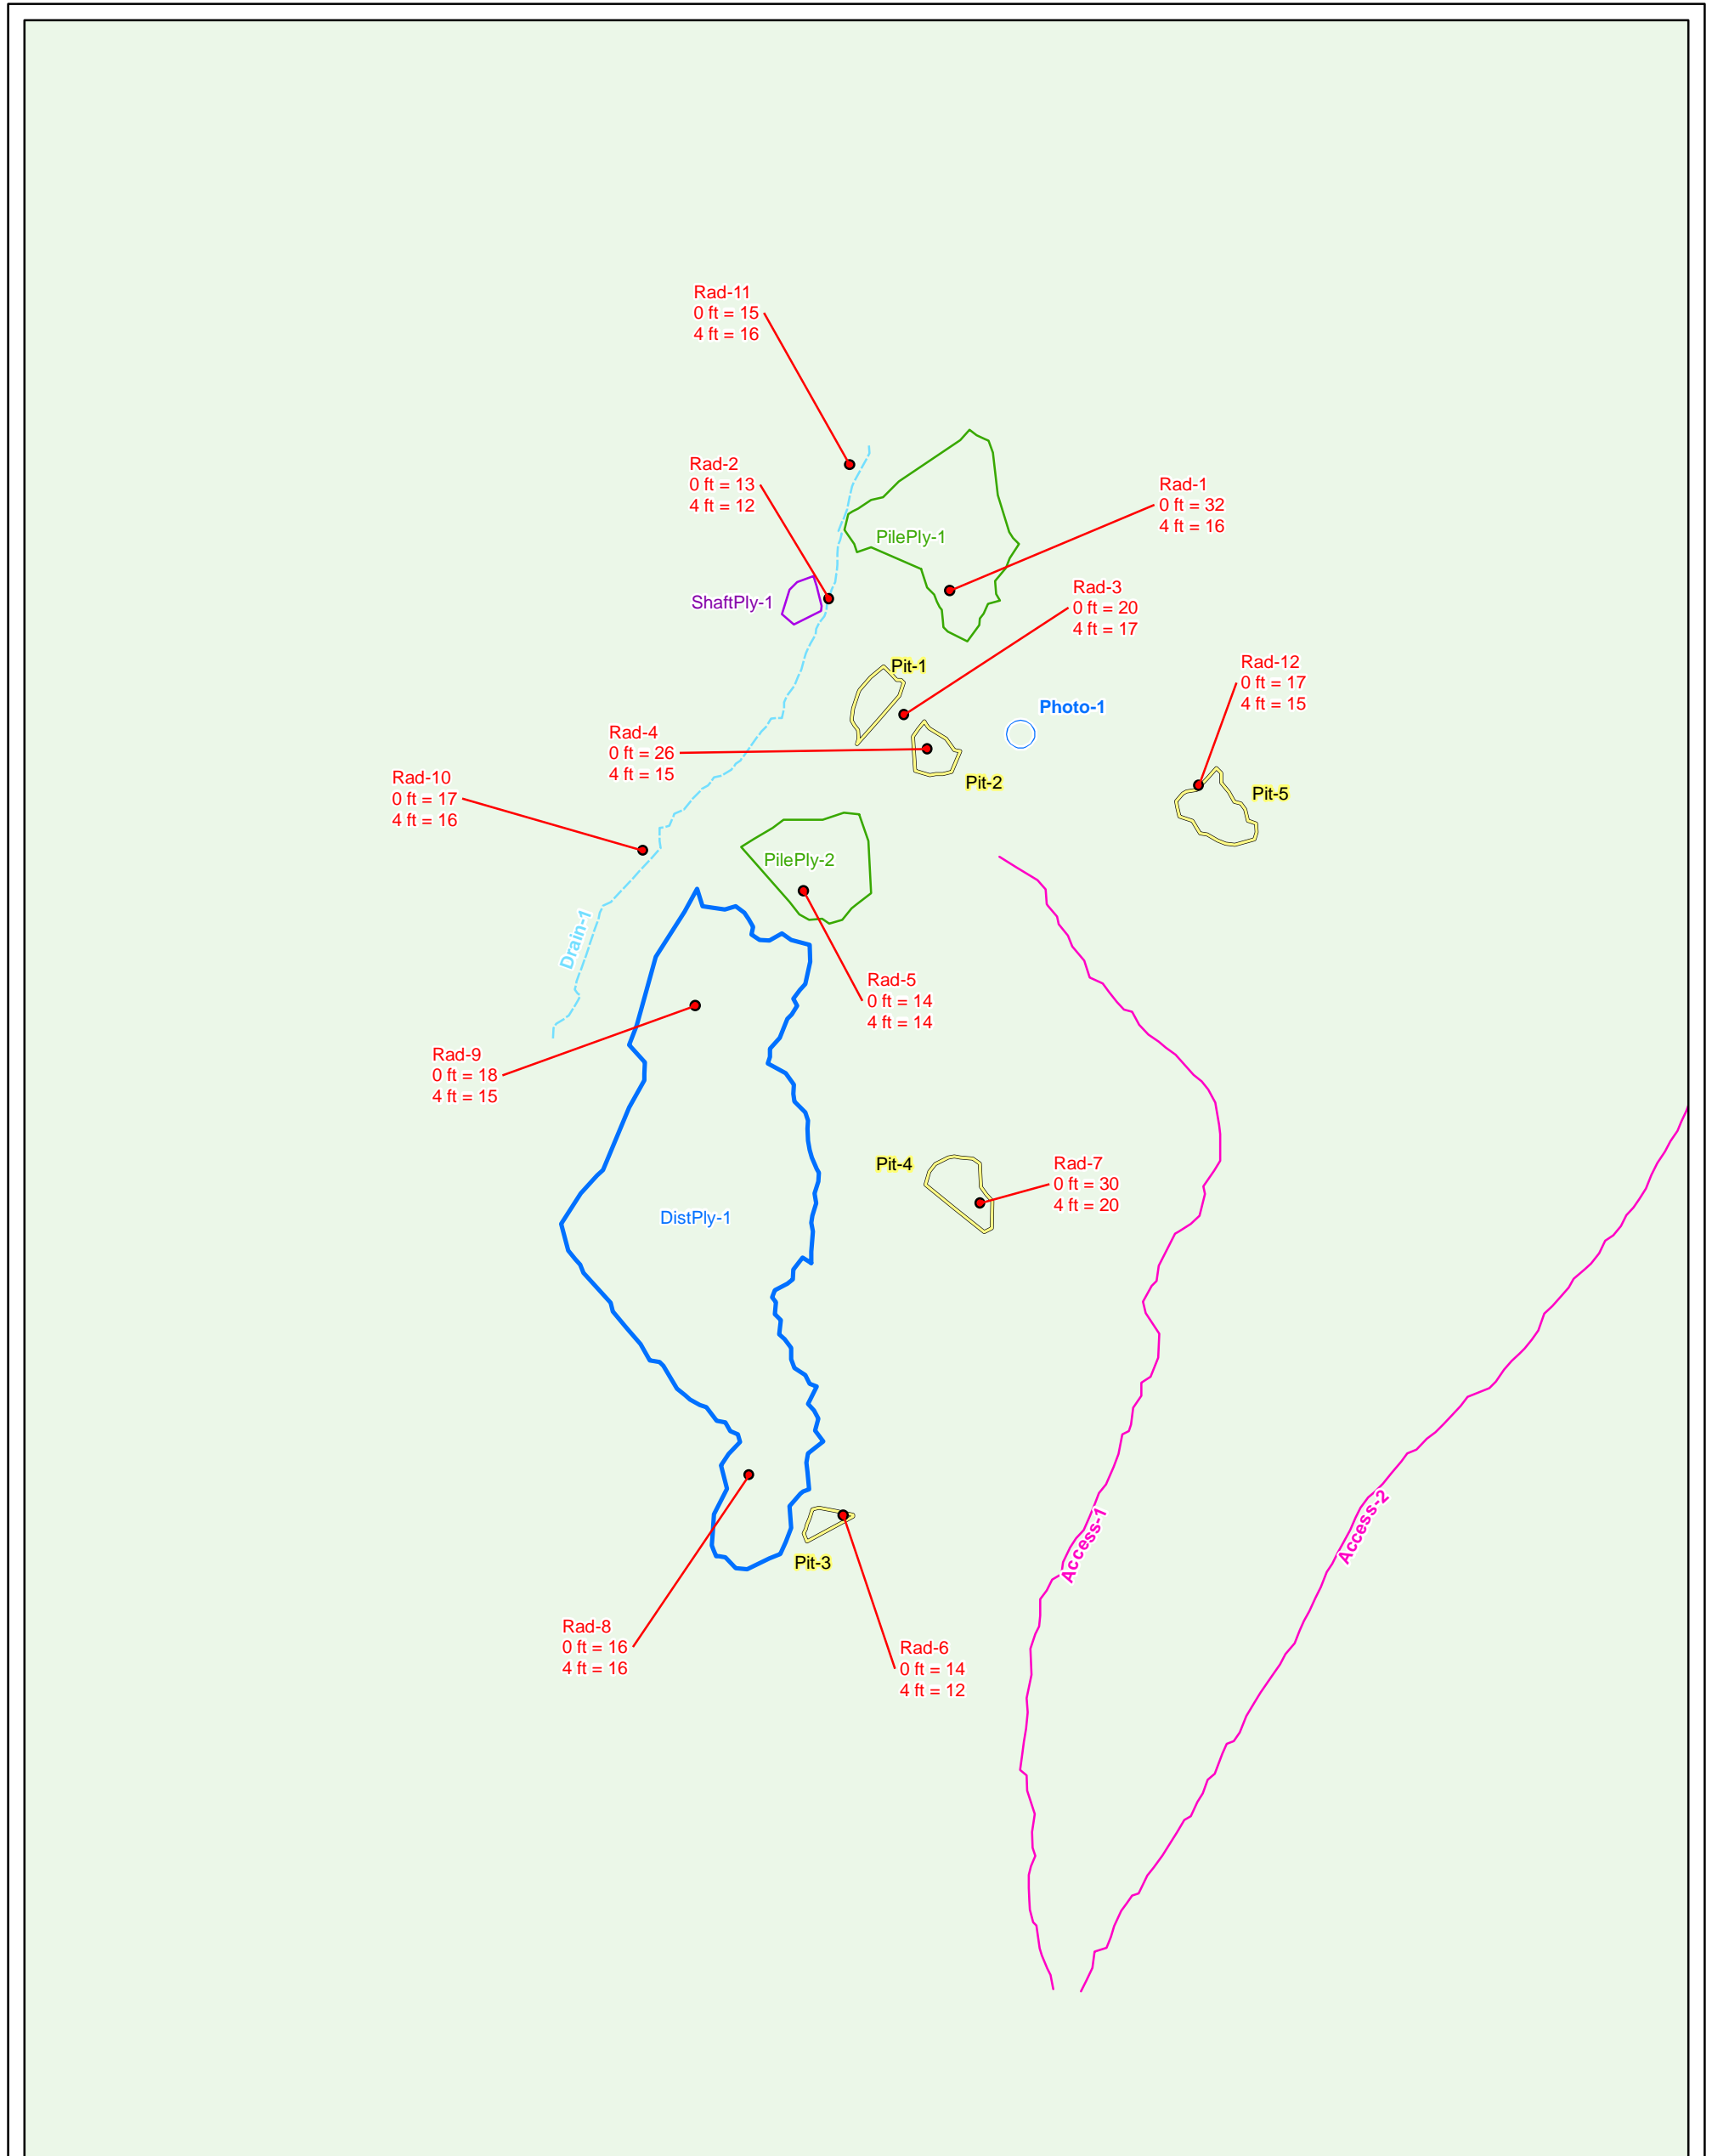 Rad-11
0 ft = 15
4 ft = 16
Rad-2
0 ft = 13
4 ft = 12
Rad-1
0 ft = 32
4 ft = 16
PilePly-1
Rad-3
0 ft = 20
4 ft = 17
ShaftPly-1
Pit-1
Rad-12
0 ft = 17
4 ft = 15
Photo-1
Rad-4
0 ft = 26
4 ft = 15
Pit-2
Rad-10
0 ft = 17
4 ft = 16
Pit-5
PilePly-2
Drain-1
Rad-5
0 ft = 14
4 ft = 14
Rad-9
0 ft = 18
4 ft = 15
Pit-4
Rad-7
0 ft = 30
4 ft = 20
DistPly-1
Access-1
Access-2
Pit-3
Rad-8
0 ft = 16
4 ft = 16
Rad-6
0 ft = 14
4 ft = 12